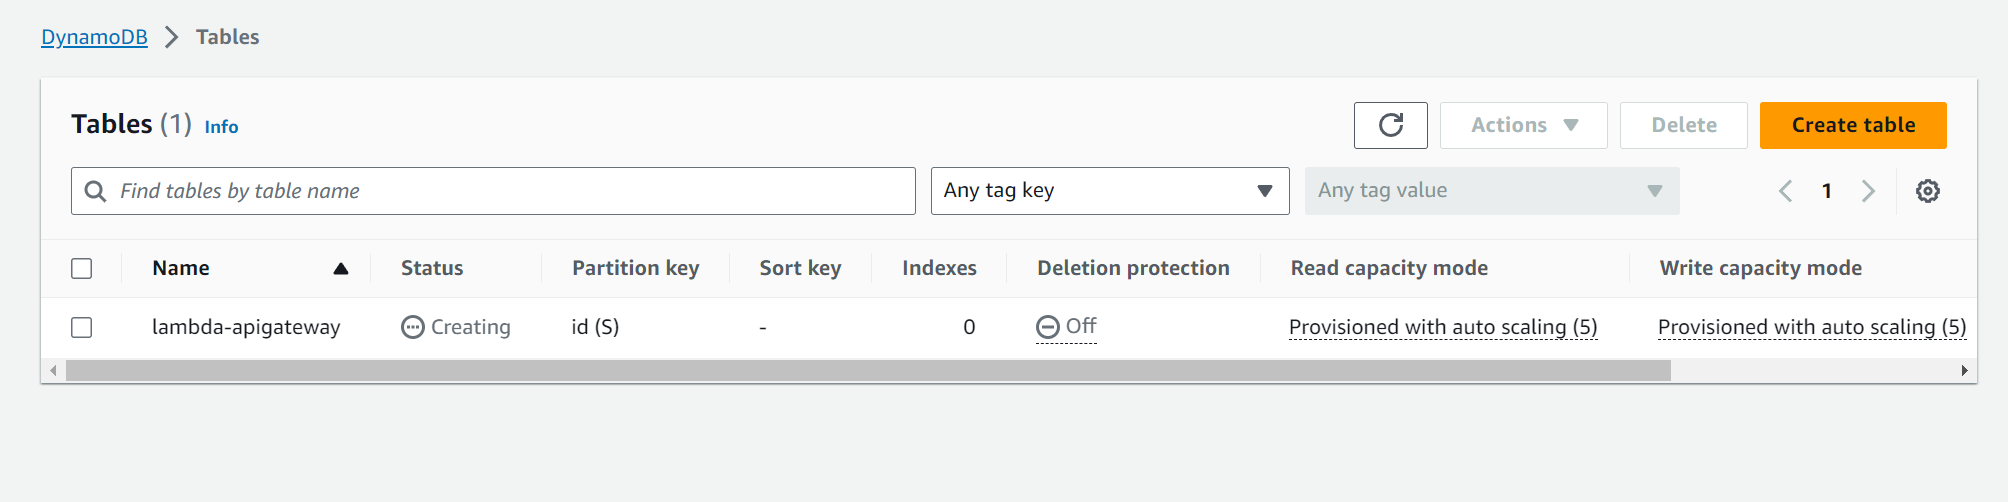 DynamoDB > Tables
Tables (1) Info
Actions Delete Create table
Find tables by table name Any tag key Any tag value 1
Name Status Partition key Sort key Indexes Deletion protection Read capacity mode Write capacity mode
lambda-apigateway Creating id (S) - 0 Off Provisioned with auto scaling (5) Provisioned with auto scaling (5)